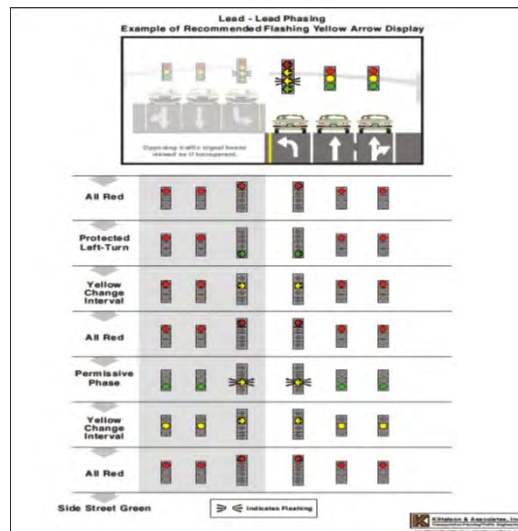 Lead - Lead Phasing
Example of Recommended Flashing Yellow Arrow Display
Opposing traffic signal heads
viewed as if transparent.
All Red
Protected
Left-Turn
Yellow
Change
Interval
All Red
Permissive
Phase
Yellow
Change
Interval
All Red
Side Street Green
Indicates Flashing
Kittelson & Associates, Inc.